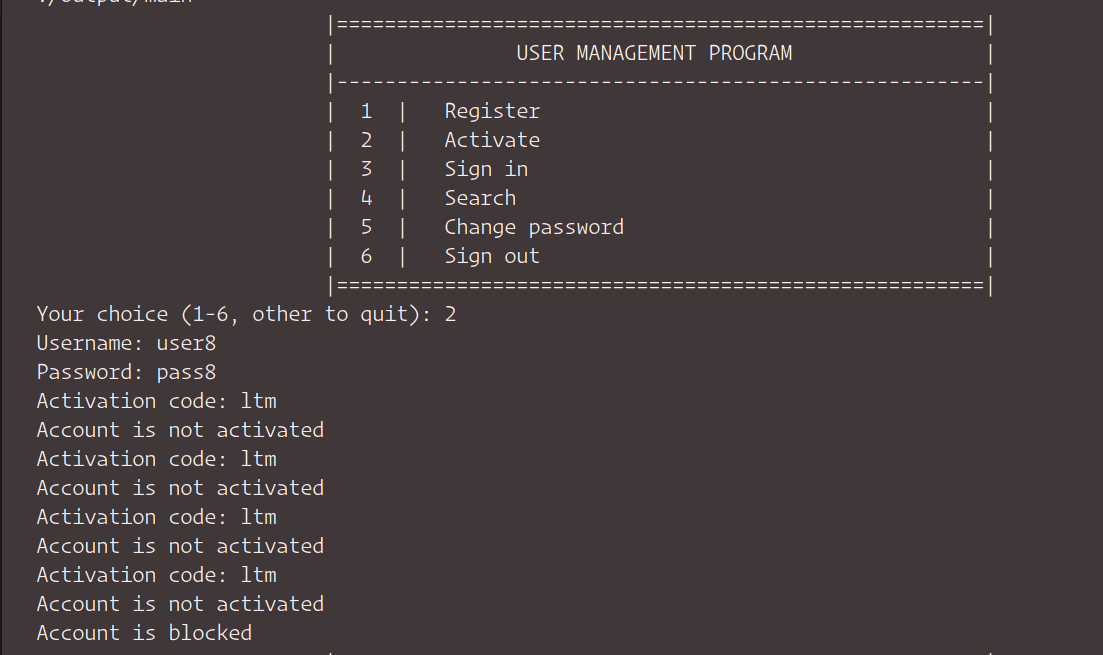 ./output/main
|======================================================|
|               USER MANAGEMENT PROGRAM                |
|------------------------------------------------------|
|  1  |   Register                                     |
|  2  |   Activate                                     |
|  3  |   Sign in                                      |
|  4  |   Search                                       |
|  5  |   Change password                              |
|  6  |   Sign out                                     |
|======================================================|
Your choice (1-6, other to quit): 2
Username: user8
Password: pass8
Activation code: ltm
Account is not activated
Activation code: ltm
Account is not activated
Activation code: ltm
Account is not activated
Activation code: ltm
Account is not activated
Account is blocked